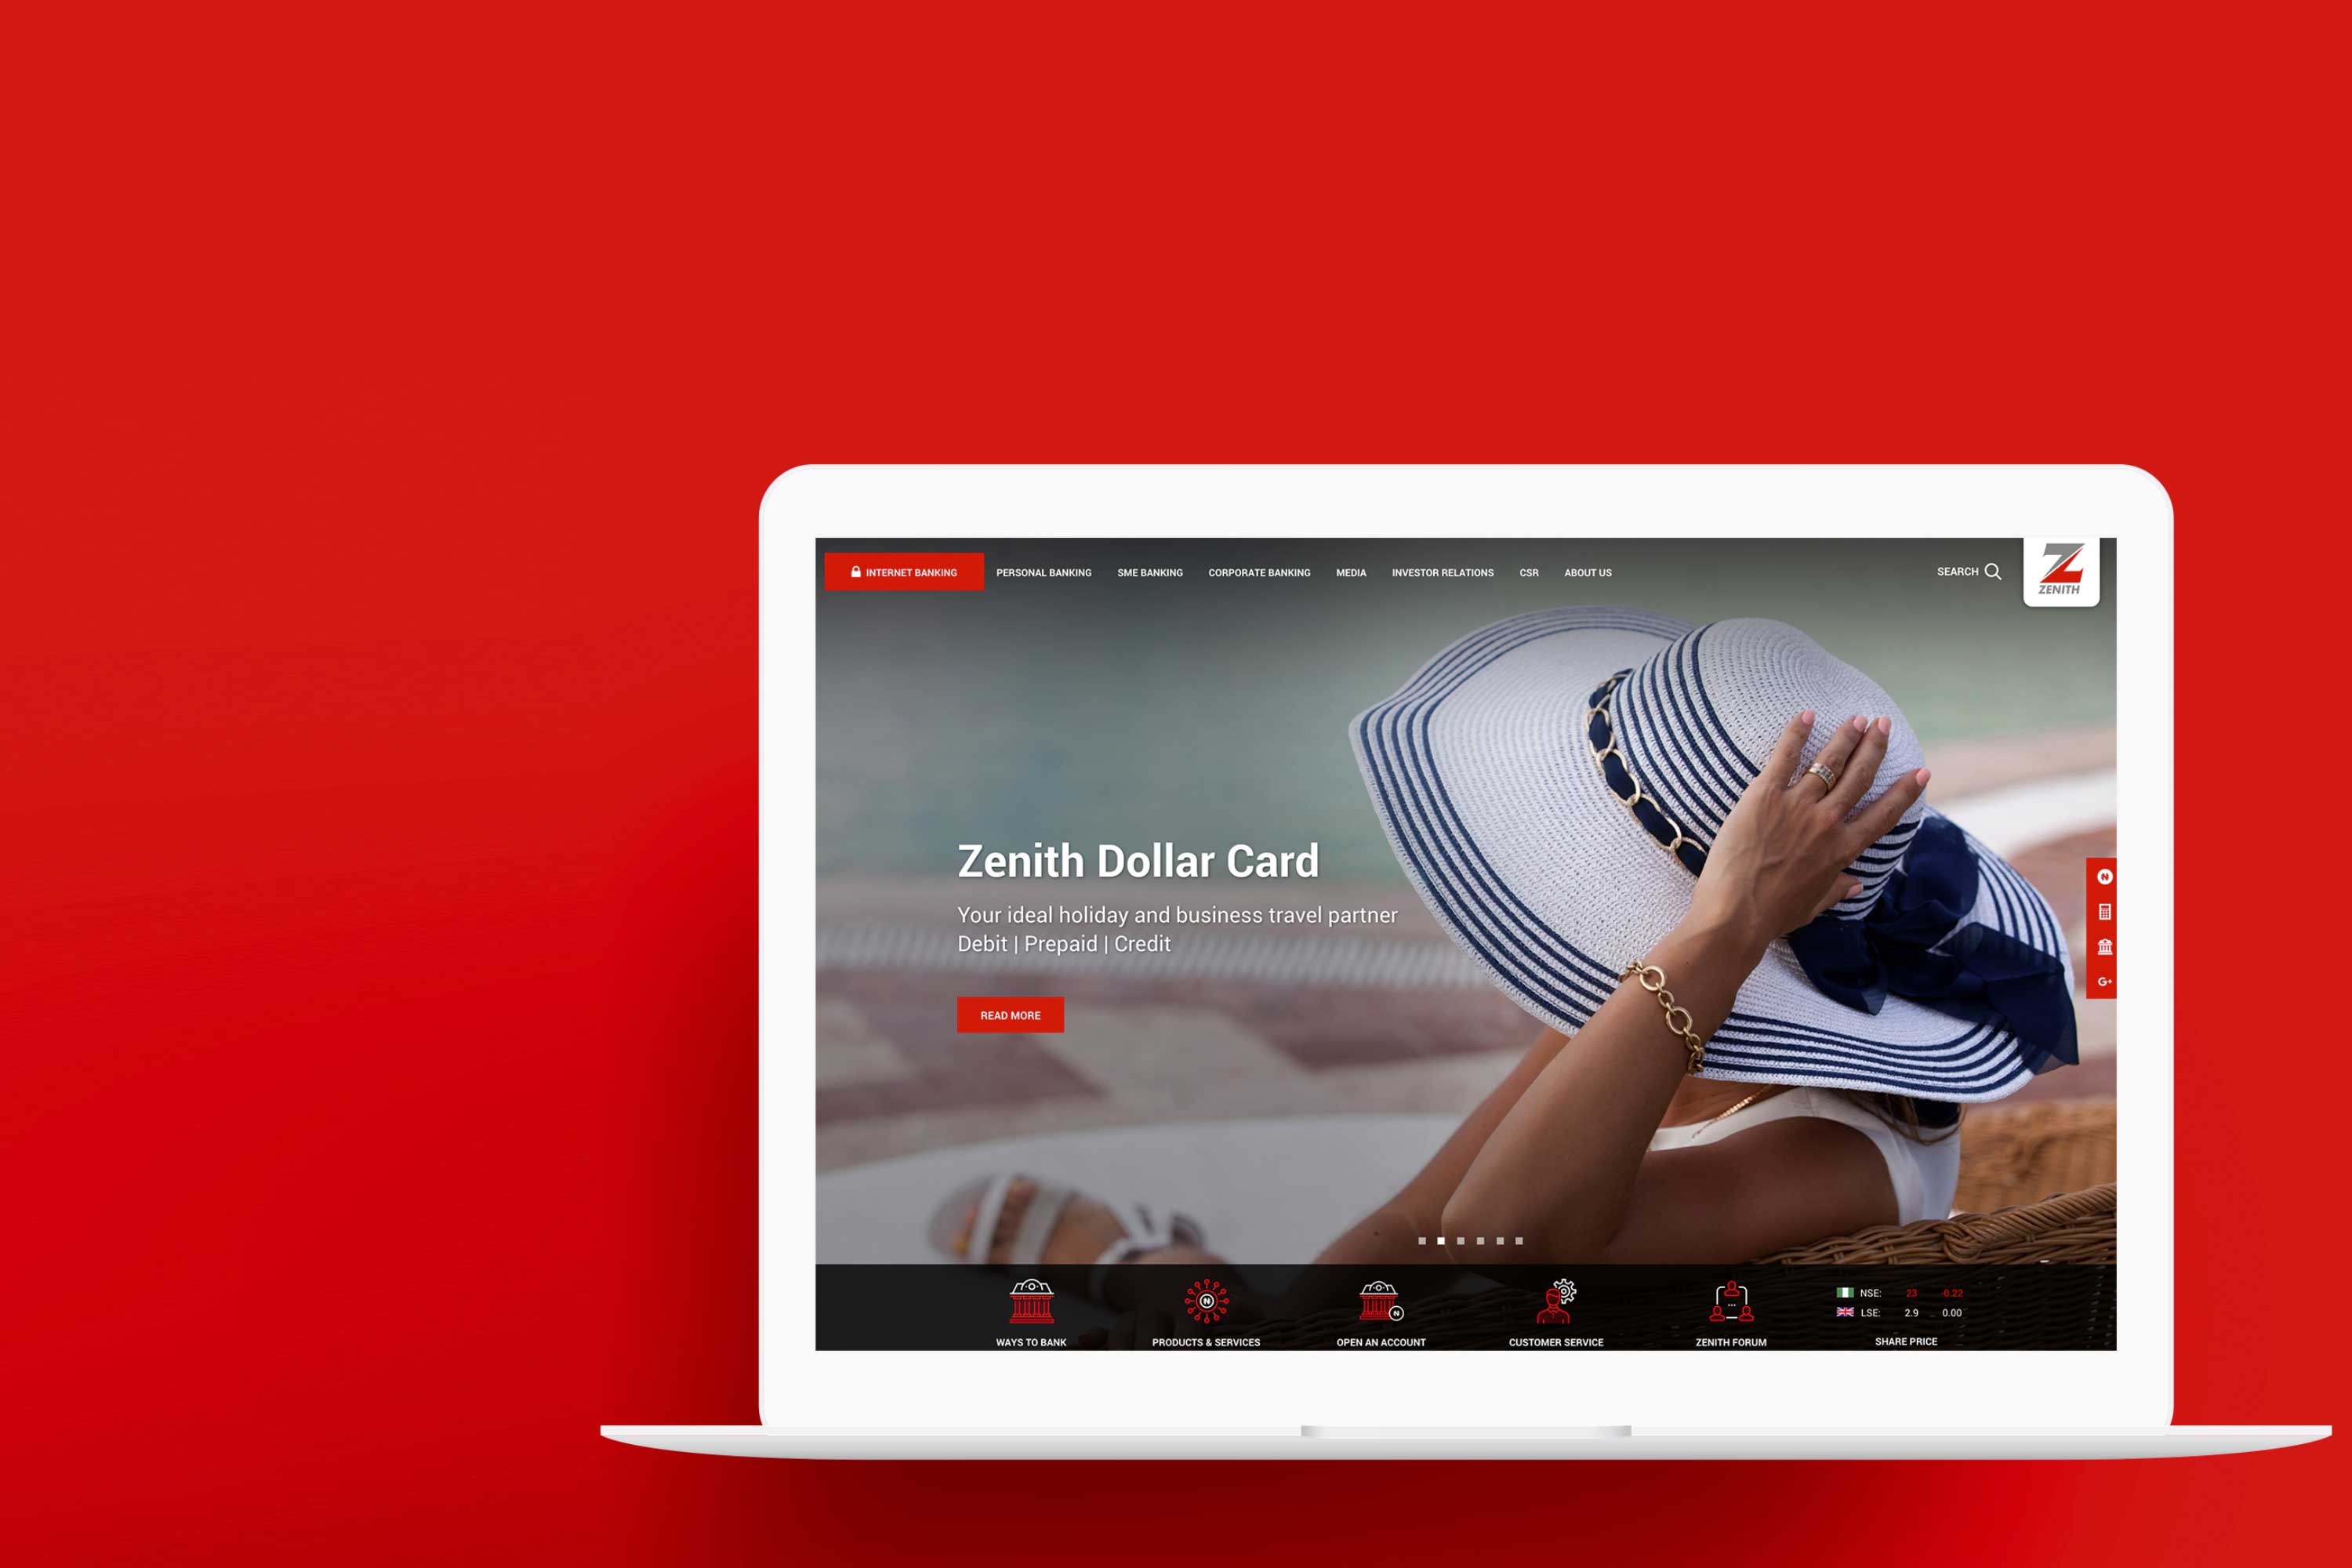 INTERNET BANKING PERSONAL BANKING SME BANKING CORPORATE BANKING MEDIA INVESTOR RELATIONS CSR ABOUT US SEARCH
Z
ZENITH
Zenith Dollar Card
Your ideal holiday and business travel partner
Debit | Prepaid | Credit
READ MORE
N
G+
N
N
WAYS TO BANK PRODUCTS & SERVICES OPEN AN ACCOUNT CUSTOMER SERVICE ZENITH FORUM
NSE: 23 -0.22
LSE: 2.9 0.00
SHARE PRICE